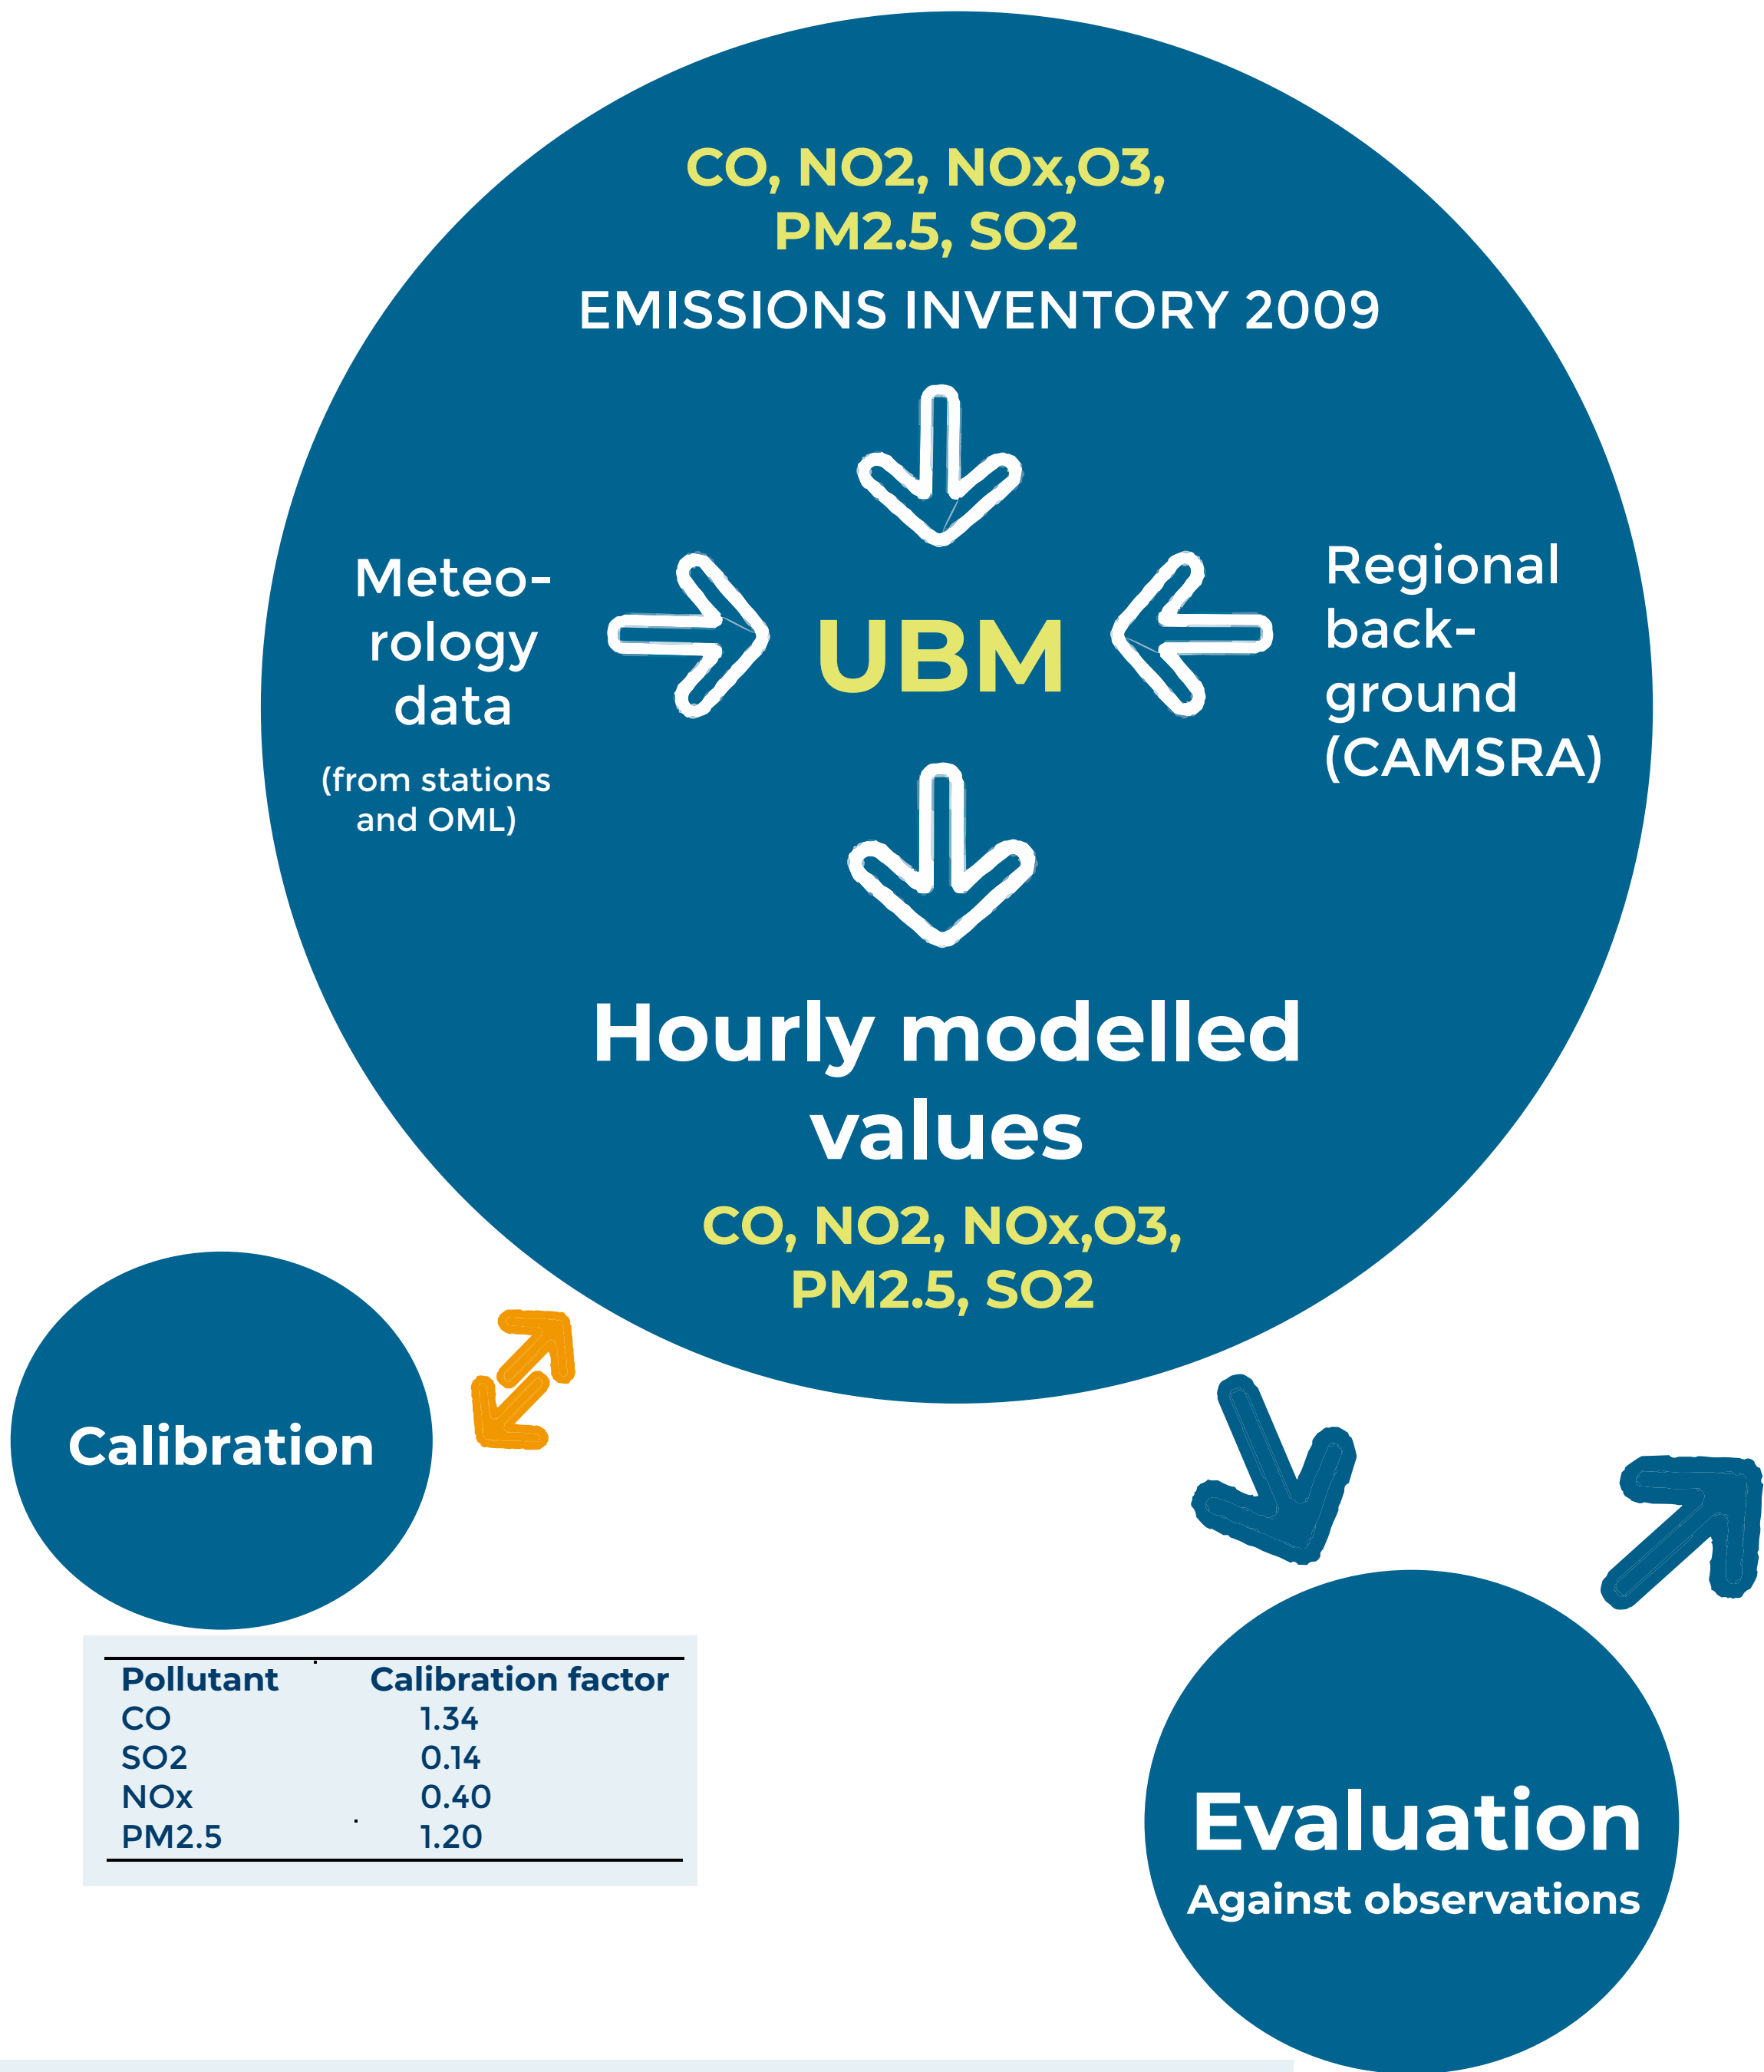 CO, NO2, NOx,O3,
PM2.5, SO2
EMISSIONS INVENTORY 2009
Meteo-
rology
data
(from stations
and OML)
UBM
Regional
back-
ground
(CAMSRA)
Hourly modelled
values
CO, NO2, NOx,O3,
PM2.5, SO2
Calibration
Pollutant Calibration factor
CO 1.34
SO2 0.14
NOx 0.40
PM2.5 1.20
Evaluation
Against observations